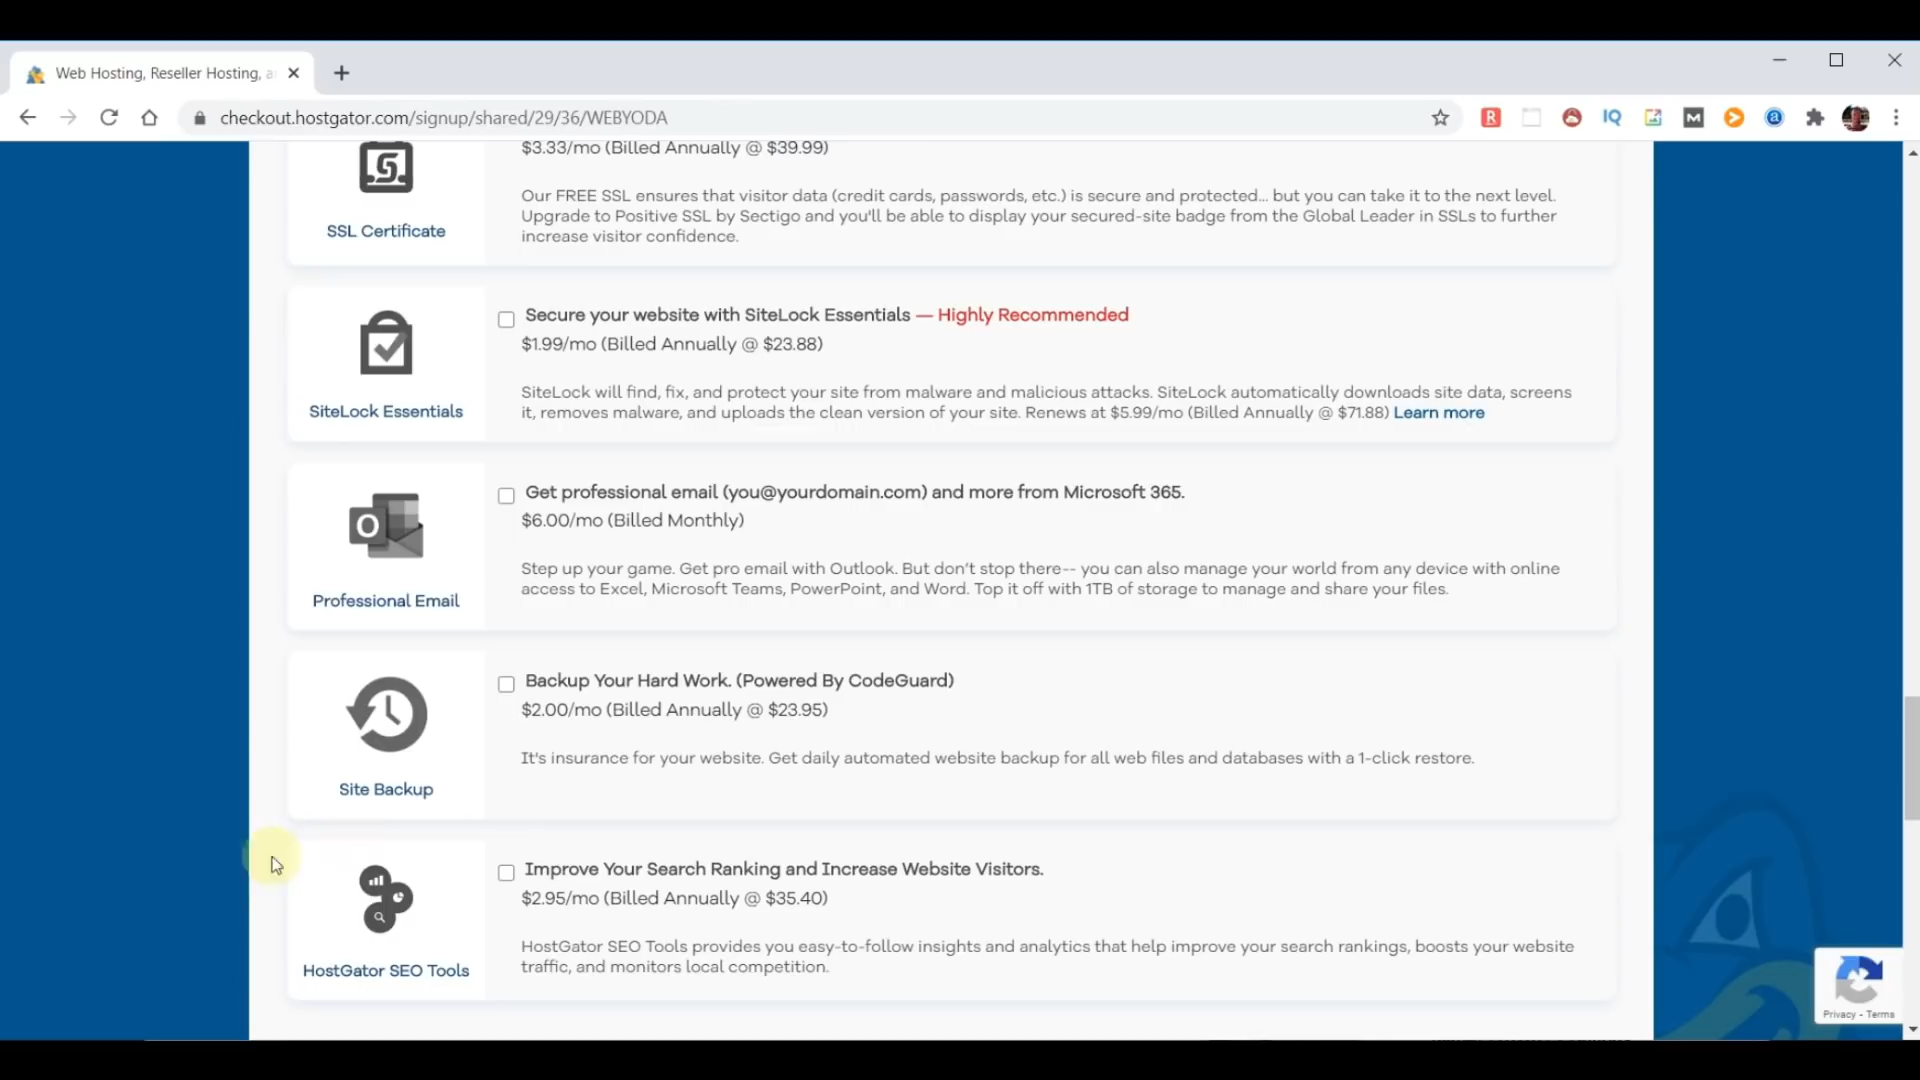 Web Hosting, Reseller Hosting, a
checkout.hostgator.com/signup/shared/29/36/WEBYODA
R
IQ
M
a
$3.33/mo (Billed Annually @ $39.99)
Our FREE SSL ensures that visitor data (credit cards, passwords, etc.) is secure and protected... but you can take it to the next level.
Upgrade to Positive SSL by Sectigo and you'll be able to display your secured-site badge from the Global Leader in SSLs to further
increase visitor confidence.
SSL Certificate
Secure your website with SiteLock Essentials — Highly Recommended
$1.99/mo (Billed Annually @ $23.88)
SiteLock will find, fix, and protect your site from malware and malicious attacks. SiteLock automatically downloads site data, screens
it, removes malware, and uploads the clean version of your site. Renews at $5.99/mo (Billed Annually @ $71.88) Learn more
SiteLock Essentials
Get professional email (you@yourdomain.com) and more from Microsoft 365.
$6.00/mo (Billed Monthly)
O
Step up your game. Get pro email with Outlook. But don't stop there-- you can also manage your world from any device with online
access to Excel, Microsoft Teams, PowerPoint, and Word. Top it off with 1TB of storage to manage and share your files.
Professional Email
Backup Your Hard Work. (Powered By CodeGuard)
$2.00/mo (Billed Annually @ $23.95)
It's insurance for your website. Get daily automated website backup for all web files and databases with a 1-click restore.
Site Backup
Improve Your Search Ranking and Increase Website Visitors.
$2.95/mo (Billed Annually @ $35.40)
HostGator SEO Tools provides you easy-to-follow insights and analytics that help improve your search rankings, boosts your website
traffic, and monitors local competition.
HostGator SEO Tools
Privacy - Terms